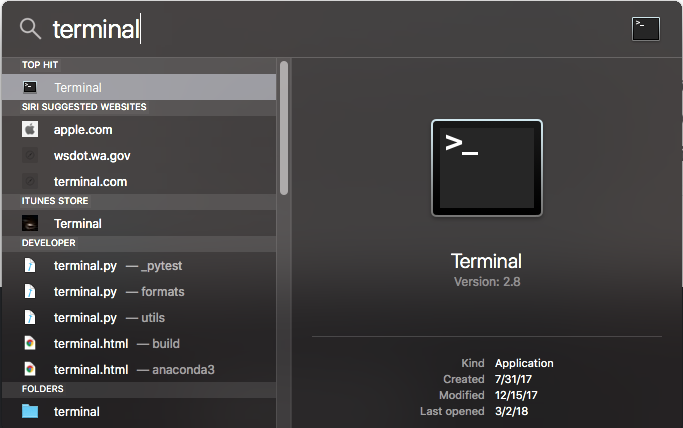 terminal
TOP HIT
Terminal
SIRI SUGGESTED WEBSITES
apple.com
wsdot.wa.gov
terminal.com
ITUNES STORE
Terminal
DEVELOPER
terminal.py — _pytest
terminal.py — formats
terminal.py — utils
terminal.html — build
terminal.html — anaconda3
FOLDERS
terminal
>_
Terminal
Version: 2.8
Kind Application
Created 7/31/17
Modified 12/15/17
Last opened 3/2/18